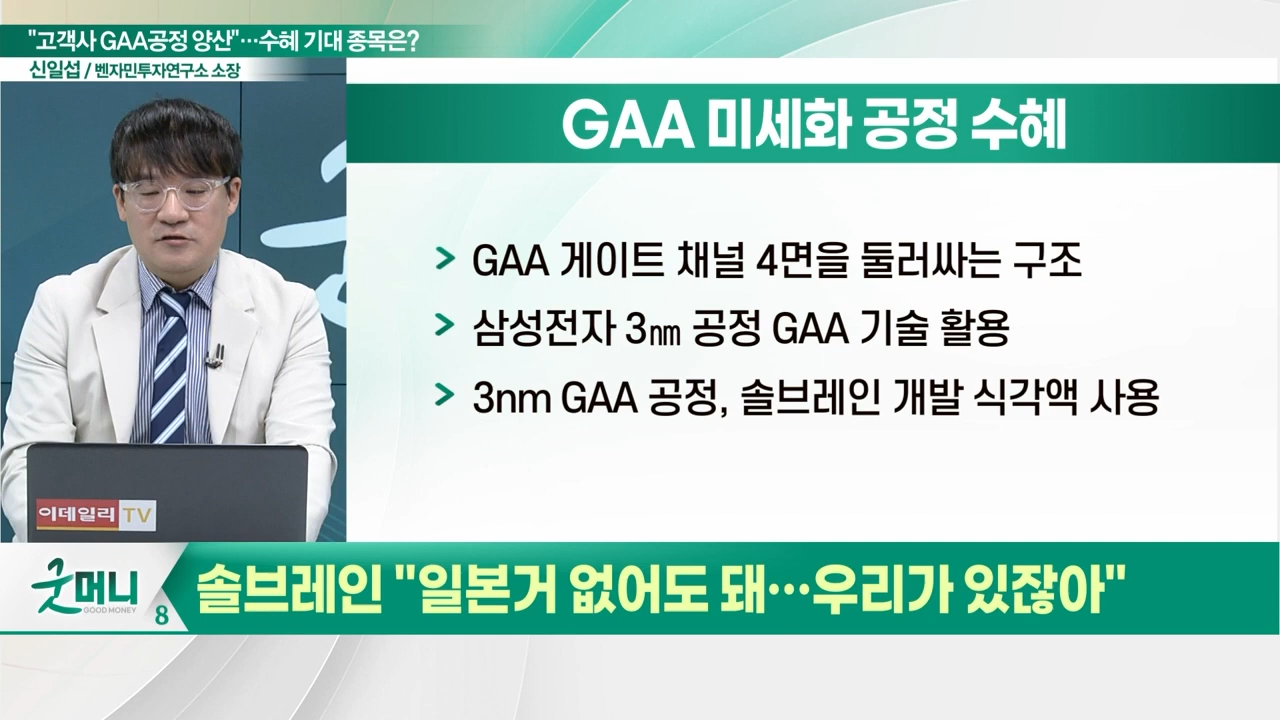 "고객사 GAA공정 양산"…수혜 기대 종목은?
신일섭 / 벤자민투자연구소 소장
GAA 미세화 공정 수혜
> GAA 게이트 채널 4면을 둘러싸는 구조
> 삼성전자 3㎚ 공정 GAA 기술 활용
> 3nm GAA 공정, 솔브레인 개발 식각액 사용
이데일리 TV
굿머니
GOOD MONEY
8
솔브레인 "일본거 없어도 돼…우리가 있잖아"